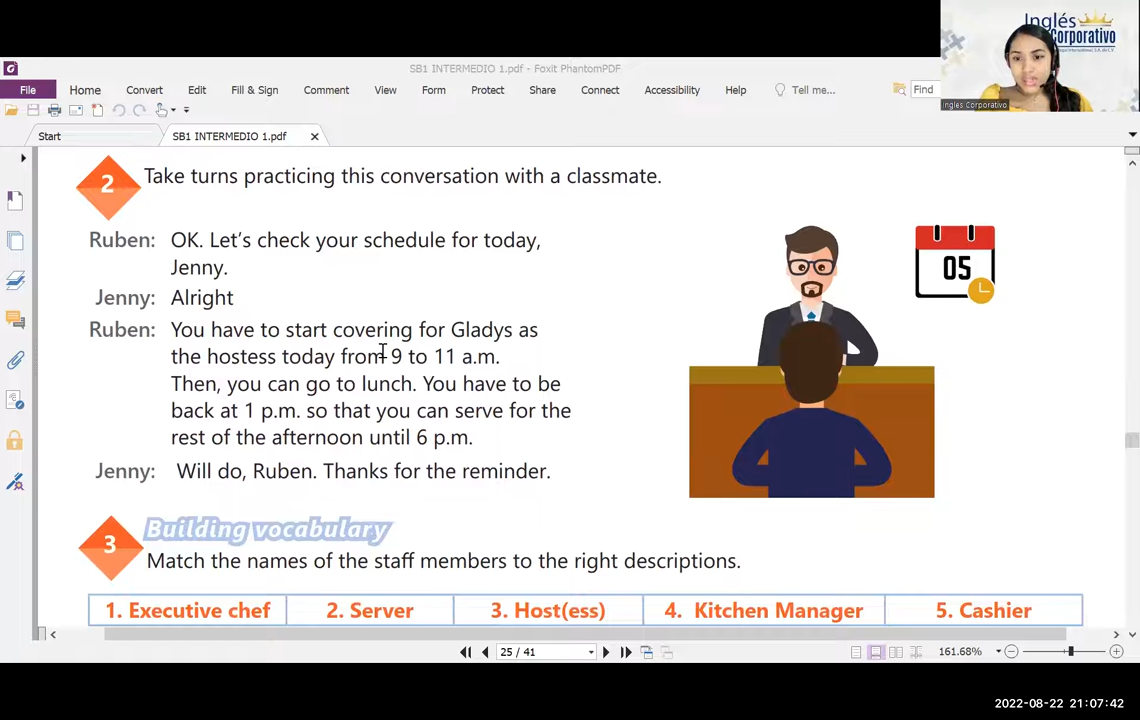 Inglés
Corporativo
Inglés Corporativo
SB1 INTERMEDIO 1.pdf - Foxit PhantomPDF
File Home Convert Edit Fill & Sign Comment View Form Protect Share Connect Accessibility Help Tell me... Find
Start SB1 INTERMEDIO 1.pdf
2 Take turns practicing this conversation with a classmate.
Ruben: OK. Let's check your schedule for today,
Jenny.
Jenny: Alright
Ruben: You have to start covering for Gladys as
the hostess today from 9 to 11 a.m.
Then, you can go to lunch. You have to be
back at 1 p.m. so that you can serve for the
rest of the afternoon until 6 p.m.
Jenny: Will do, Ruben. Thanks for the reminder.
05
3 Building vocabulary
Match the names of the staff members to the right descriptions.
1. Executive chef 2. Server 3. Host(ess) 4. Kitchen Manager 5. Cashier
25 / 41 161.68%
2022-08-22 21:07:42